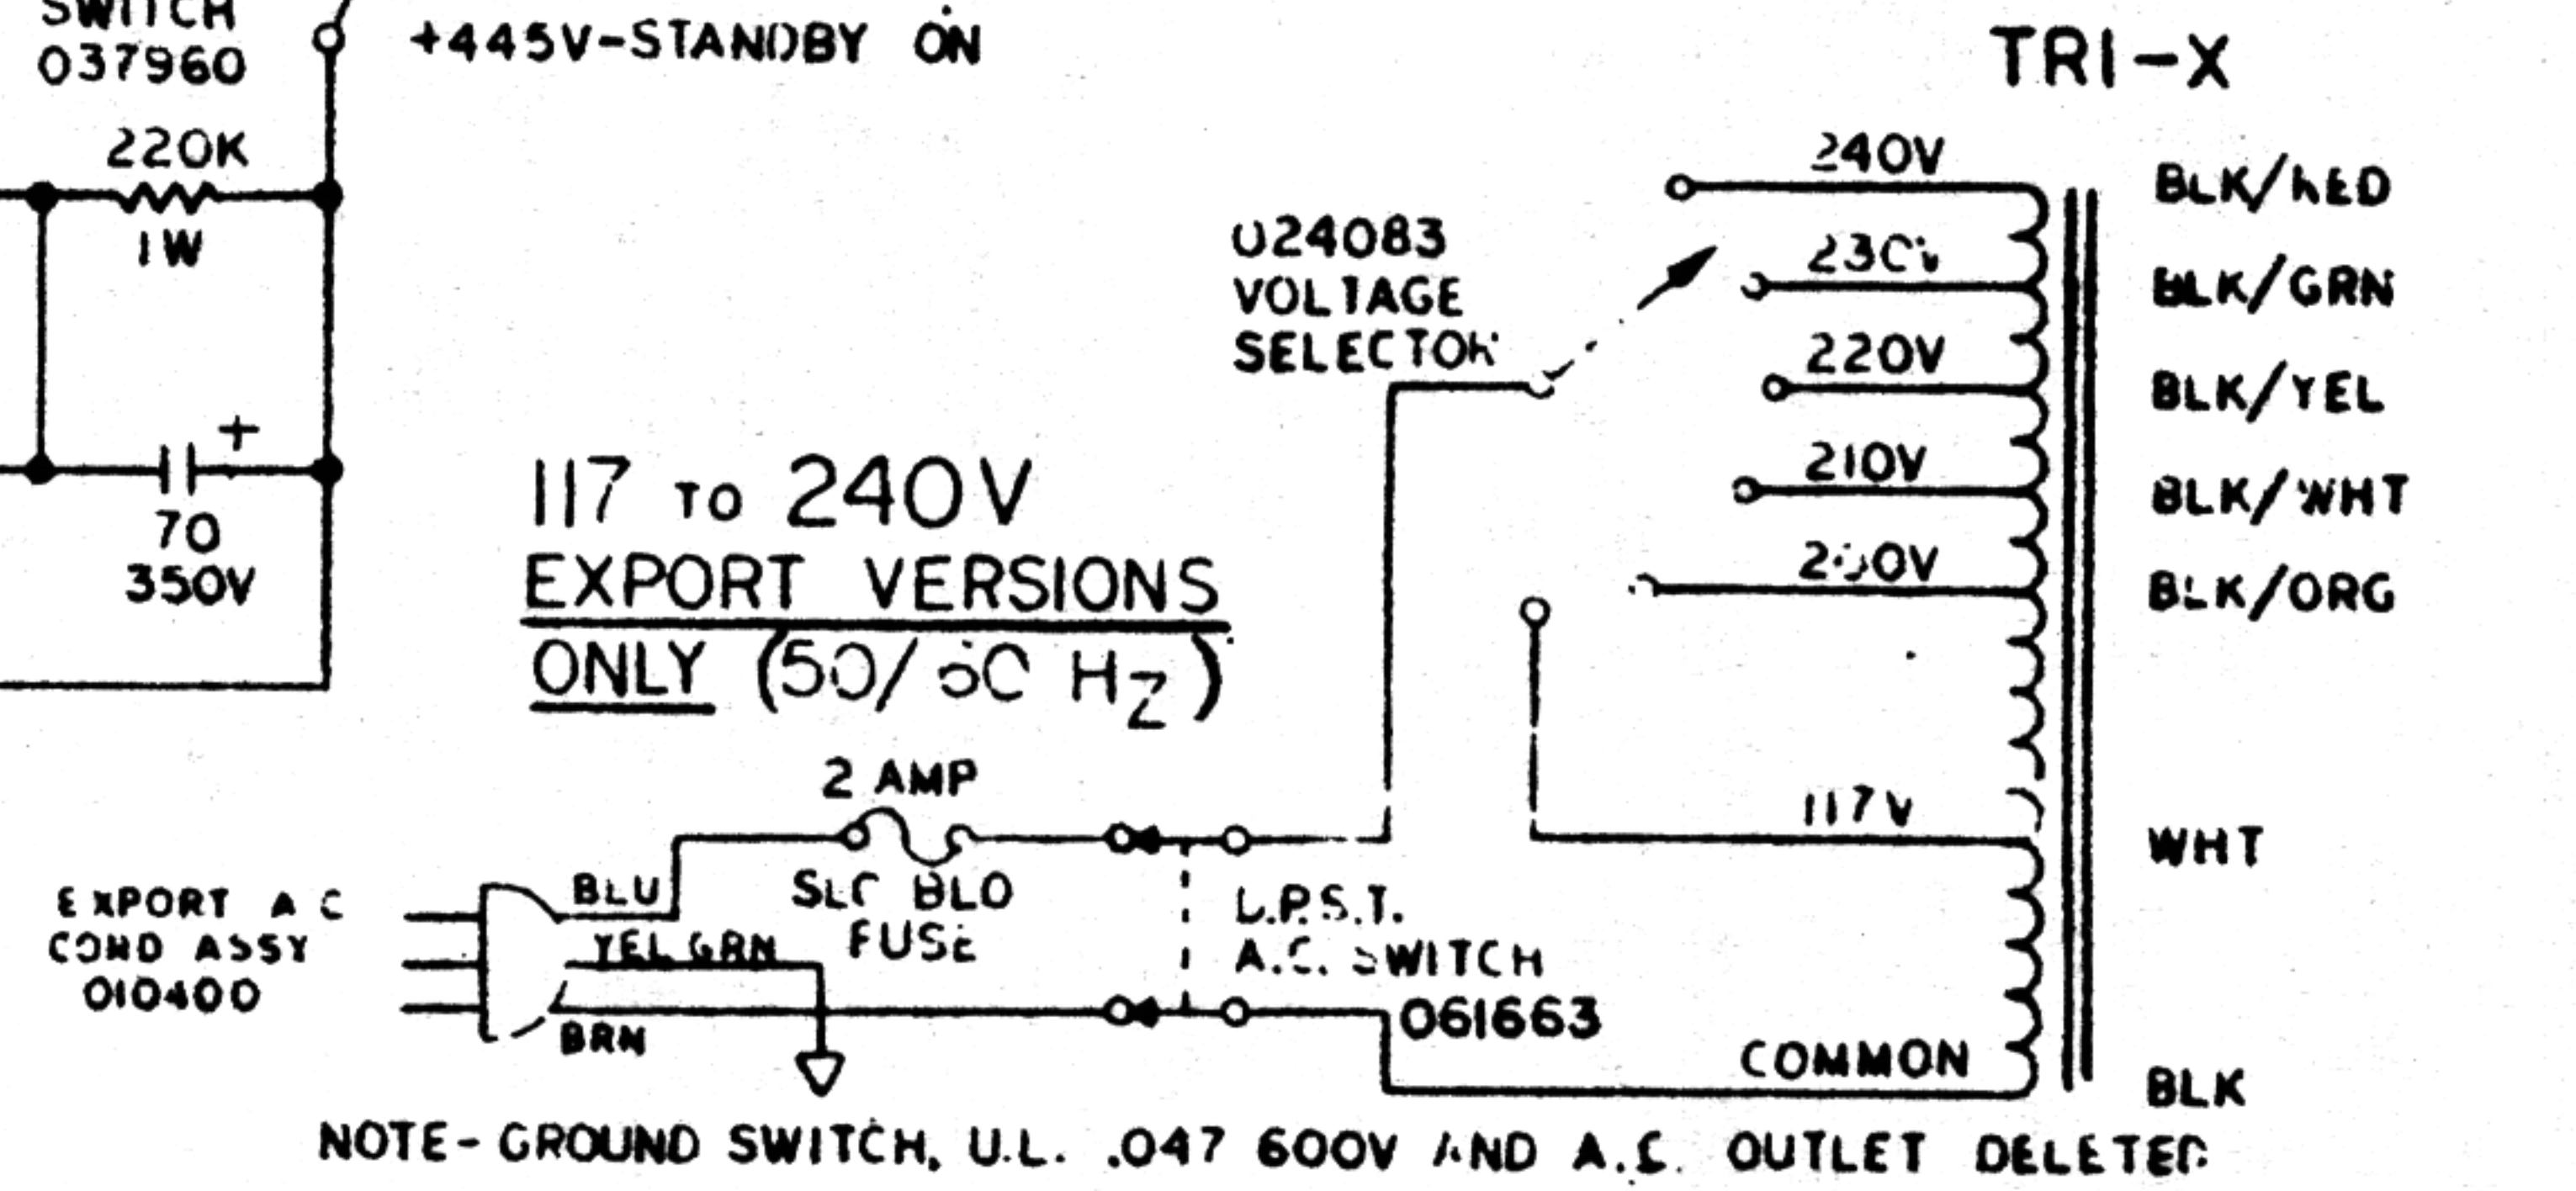 SWITCH
037960
+445V-STANDBY ON
220K
1W
+
70
350V
117 TO 240V
EXPORT VERSIONS
ONLY (50/60 HZ)
TRI-X
024083
VOLTAGE
SELECTOR
240V BLK/RED
230V BLK/GRN
220V BLK/YEL
210V BLK/WHT
200V BLK/ORG
117V WHT
COMMON BLK
2 AMP
SLO BLO
FUSE
EXPORT A C
CORD ASSY
010400
BLU
YEL GRN
BRN
D.P.S.T.
A.C. SWITCH
061663
NOTE- GROUND SWITCH, U.L. .047 600V AND A.C. OUTLET DELETED